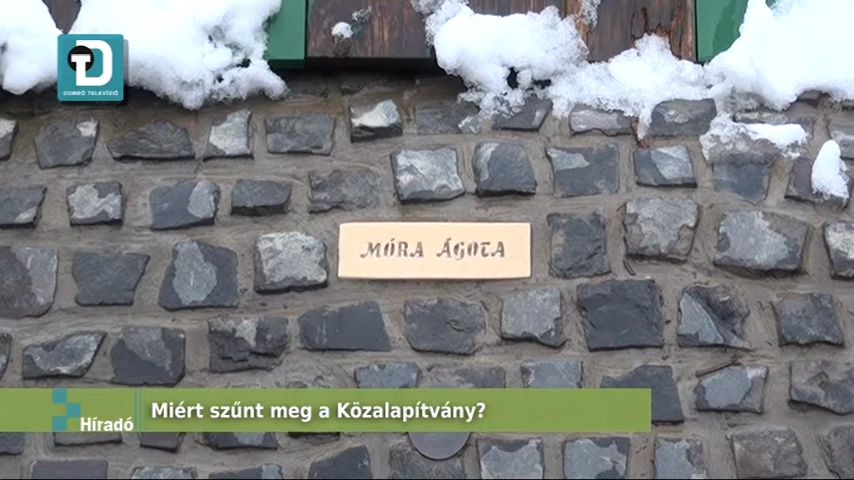 DOMBÓ TELEVÍZIÓ
MÓRA ÁGOTA
Híradó
Miért szűnt meg a Közalapítvány?